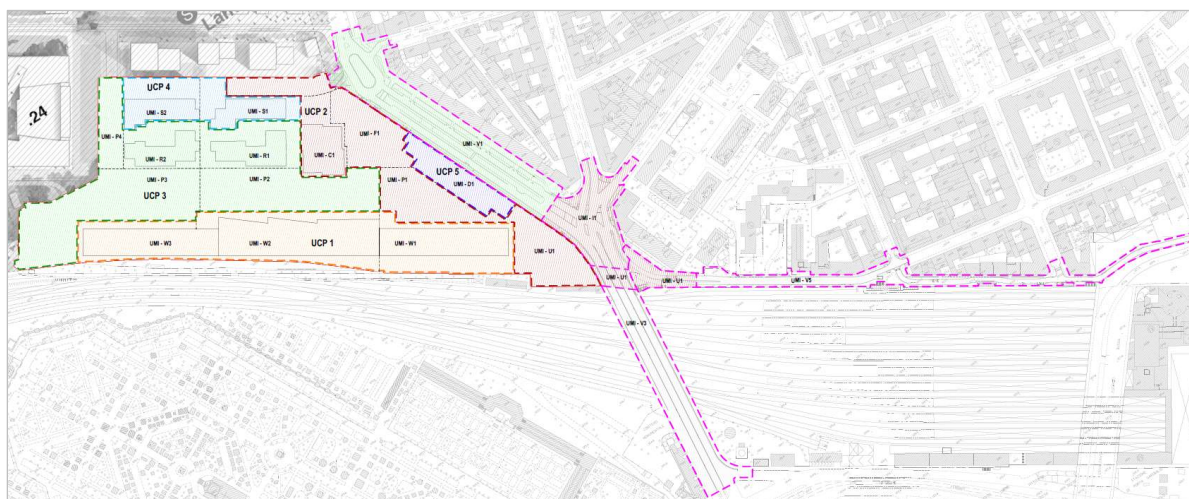 Lan
.24
UCP 4
UMI - S2
UMI - S1
UCP 2
UMI - F1
UMI - V1
UMI - P4
UMI - R2
UMI - R1
UMI - C1
UCP 5
UMI - D1
UMI - P3
UMI - P2
UMI - P1
UCP 3
UMI - I1
UMI - W3
UMI - W2
UCP 1
UMI - W1
UMI - U1
UMI - U1
UMI - U1
UMI - V5
UMI - V3